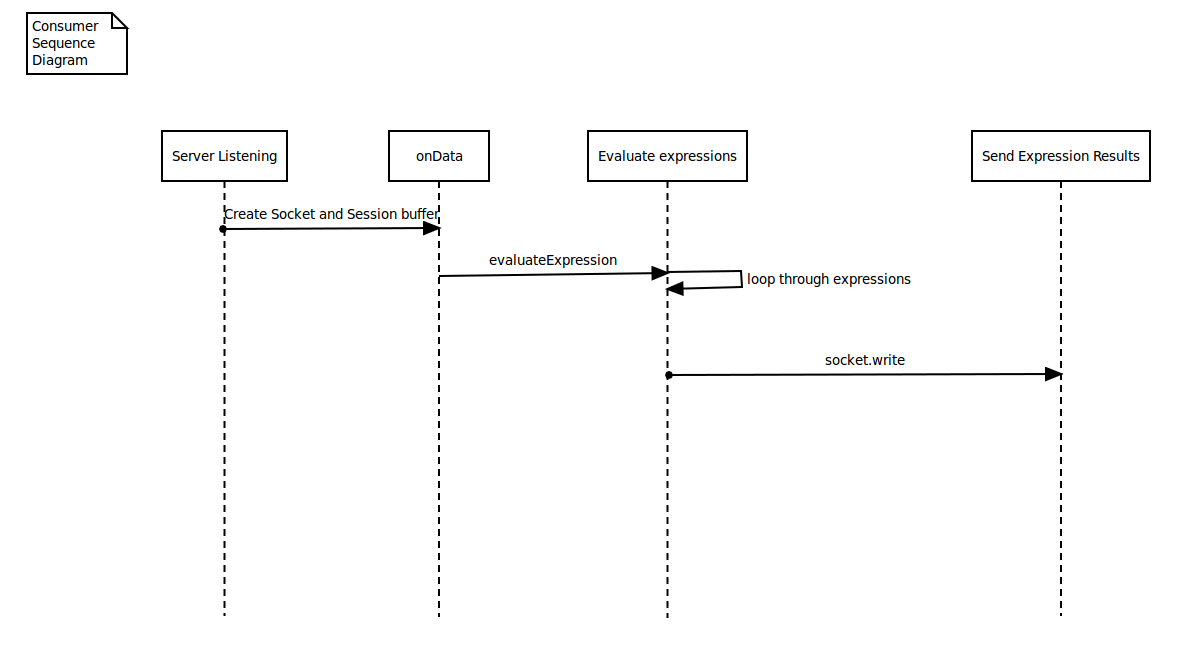 Consumer
Sequence
Diagram
Server Listening
onData
Evaluate expressions
Send Expression Results
Create Socket and Session buffer
evaluateExpression
loop through expressions
socket.write